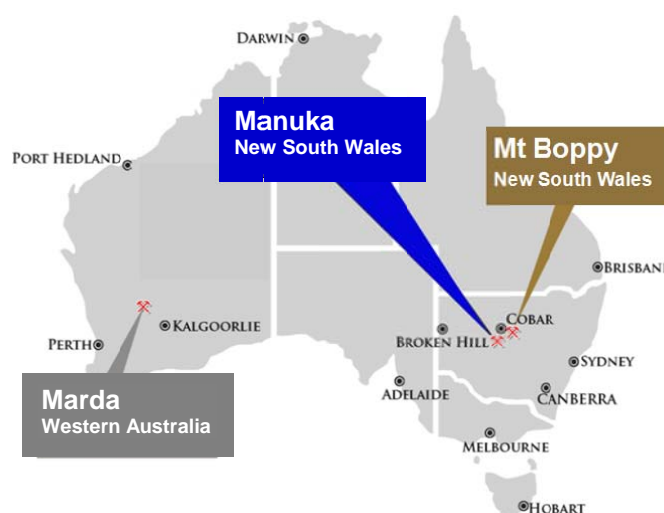 DARWIN
Manuka
New South Wales
Mt Boppy
New South Wales
PORT HEDLAND
BRISBANE
KALGOORLIE
COBAR
PERTH
BROKEN HILL
SYDNEY
Marda
Western Australia
ADELAIDE
CANBERRA
MELBOURNE
HOBART